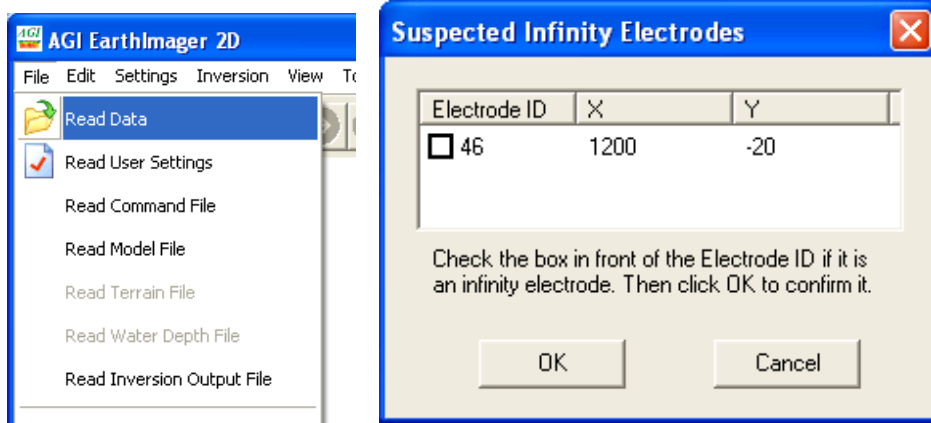 AGI AGI EarthImager 2D
File Edit Settings Inversion View To
Read Data
Read User Settings
Read Command File
Read Model File
Read Terrain File
Read Water Depth File
Read Inversion Output File
Suspected Infinity Electrodes
Electrode ID X Y
46 1200 -20
Check the box in front of the Electrode ID if it is
an infinity electrode. Then click OK to confirm it.
OK Cancel